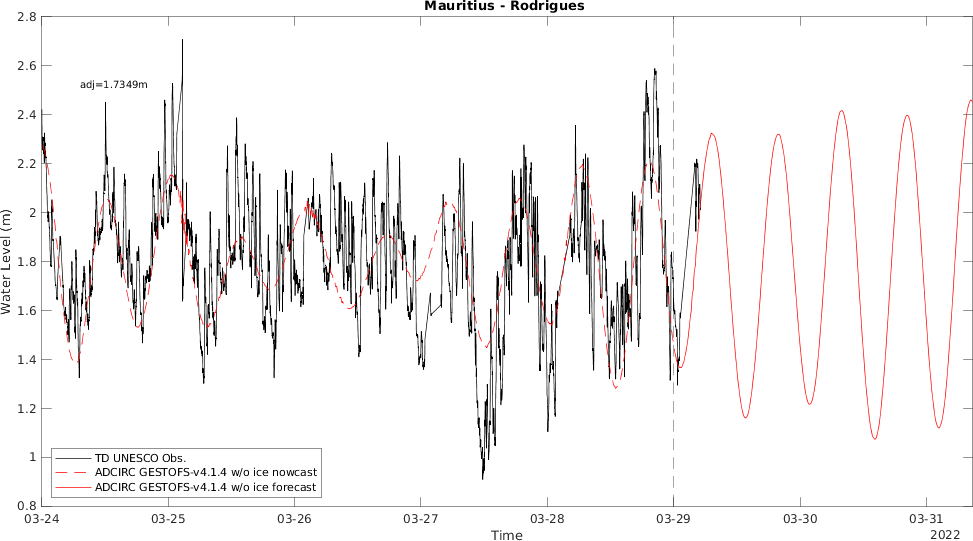 Mauritius - Rodrigues
2.8
2.6
2.4
2.2
2
1.8
1.6
1.4
1.2
1
0.8
Water Level (m)
adj=1.7349m
TD UNESCO Obs.
ADCIRC GESTOFS-v4.1.4 w/o ice nowcast
ADCIRC GESTOFS-v4.1.4 w/o ice forecast
03-24 03-25 03-26 03-27 03-28 03-29 03-30 03-31
Time
2022